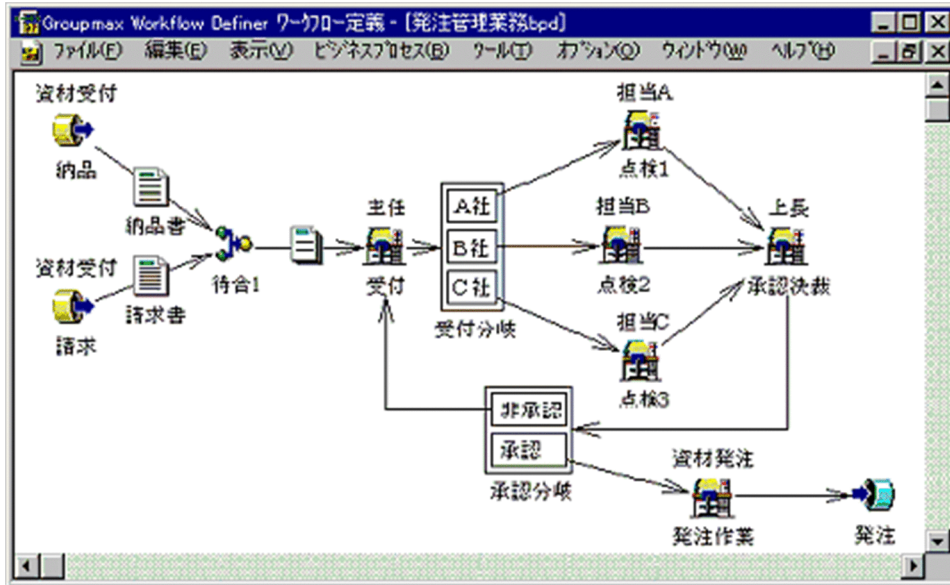 Groupmax Workflow Definer ワークフロー定義 - [発注管理業務bpd]
ファイル(F) 編集(E) 表示(V) ビジネスプロセス(B) ツール(T) オプション(O) ウィンドウ(W) ヘルプ(H)
資材受付
納品
納品書
資材受付
請求
請求書
待合1
主任
受付
A社
B社
C社
受付分岐
担当A
点検1
担当B
点検2
担当C
点検3
上長
承認決裁
非承認
承認
承認分岐
資材発注
発注作業
発注